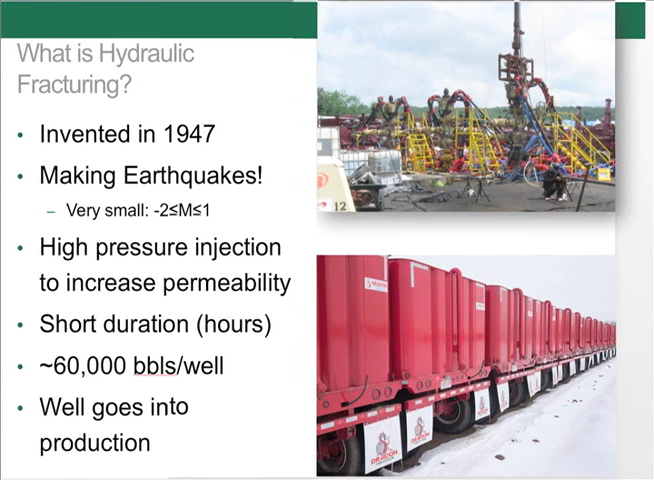 What is Hydraulic
Fracturing?
• Invented in 1947
• Making Earthquakes!
– Very small: -2≤M≤1
• High pressure injection
to increase permeability
• Short duration (hours)
• ~60,000 bbls/well
• Well goes into
production
12
DRAGON
DRAGON